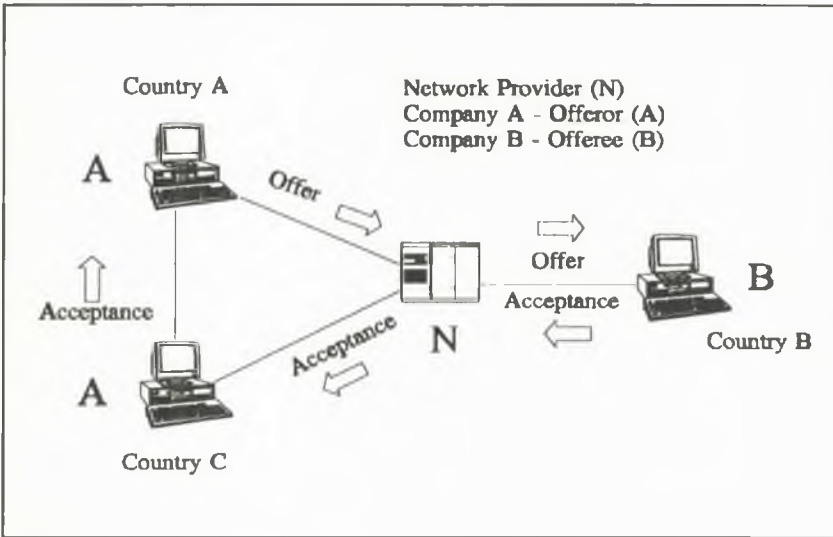 Country A
Network Provider (N)
Company A - Offeror (A)
Company B - Offeree (B)
A
Offer
Offer
B
Acceptance
Acceptance
N
Acceptance
Country B
A
Country C